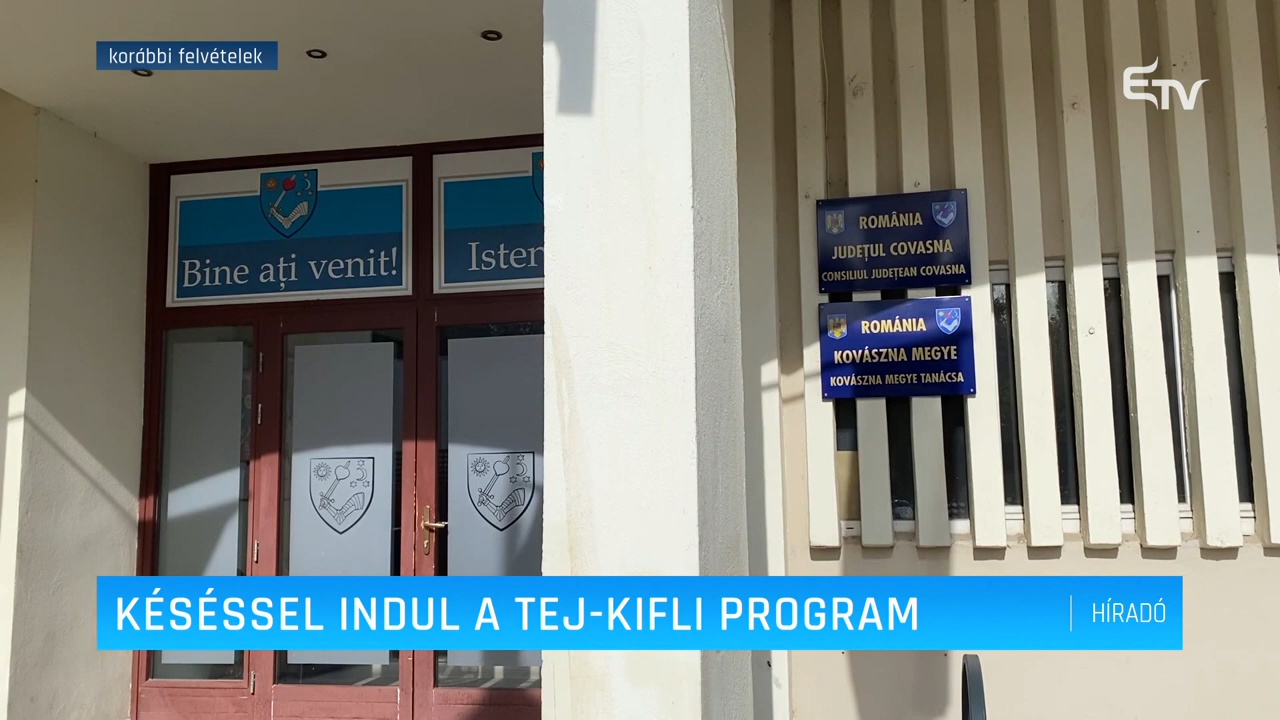 korábbi felvételek
ETV
Bine ați venit!
Isten
ROMÂNIA
JUDEȚUL COVASNA
CONSILIUL JUDEȚEAN COVASNA
ROMÁNIA
KOVÁSZNA MEGYE
KOVÁSZNA MEGYE TANÁCSA
KÉSÉSSEL INDUL A TEJ-KIFLI PROGRAM
HÍRADÓ